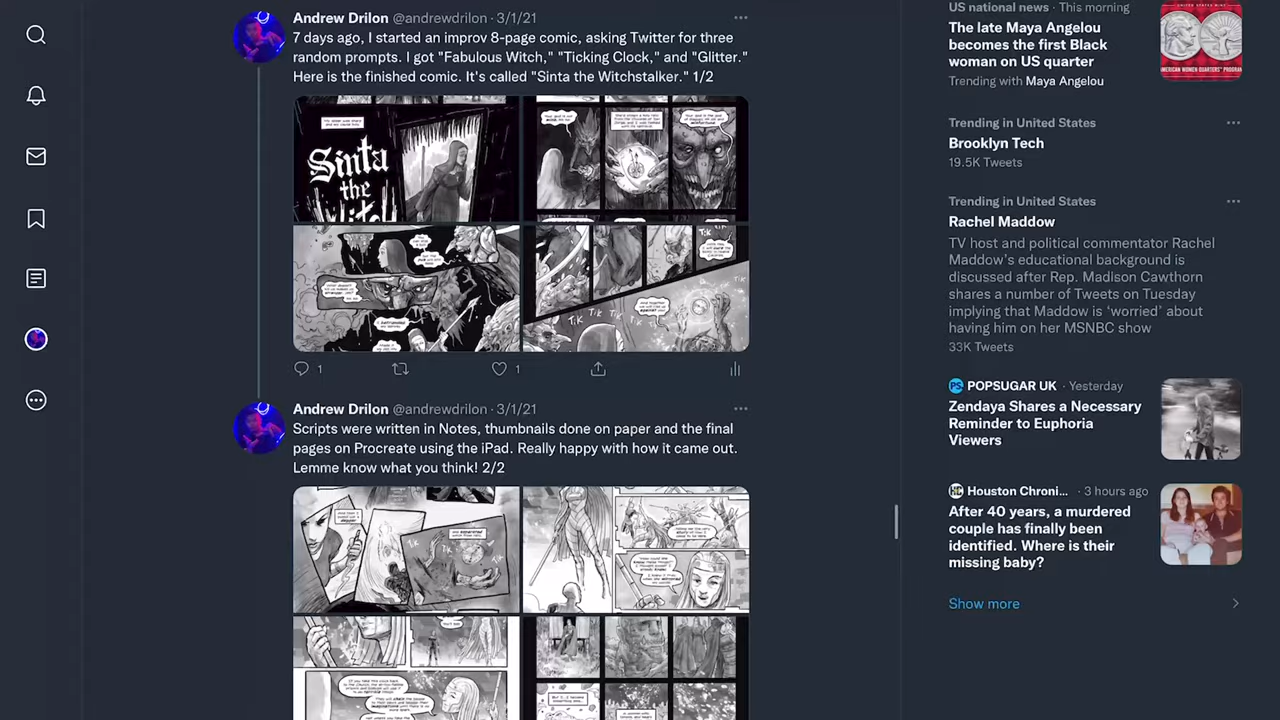 Andrew Drilon @andrewdrilon · 3/1/21
7 days ago, I started an improv 8-page comic, asking Twitter for three
random prompts. I got "Fabulous Witch," "Ticking Clock," and "Glitter."
Here is the finished comic. It's called "Sinta the Witchstalker." 1/2
Sinta
the
TIK
TIK
TIK
TIK
1
1
Andrew Drilon @andrewdrilon · 3/1/21
Scripts were written in Notes, thumbnails done on paper and the final
pages on Procreate using the iPad. Really happy with how it came out.
Lemme know what you think! 2/2
US national news · This morning
The late Maya Angelou
becomes the first Black
woman on US quarter
Trending with Maya Angelou
Trending in United States
Brooklyn Tech
19.5K Tweets
Trending in United States
Rachel Maddow
TV host and political commentator Rachel
Maddow's educational background is
discussed after Rep. Madison Cawthorn
shares a number of Tweets on Tuesday
implying that Maddow is 'worried' about
having him on her MSNBC show
33K Tweets
POPSUGAR UK · Yesterday
Zendaya Shares a Necessary
Reminder to Euphoria
Viewers
Houston Chroni... · 3 hours ago
After 40 years, a murdered
couple has finally been
identified. Where is their
missing baby?
Show more